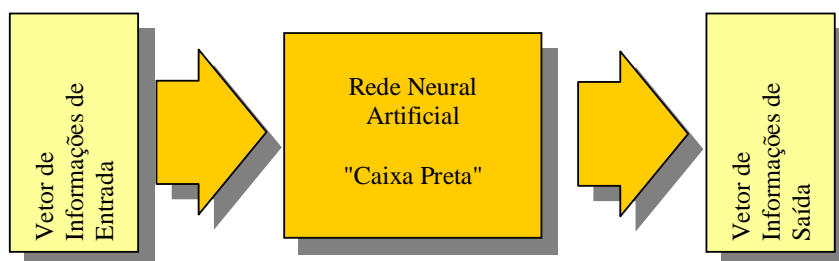 Vetor de
Informações de
Entrada
Rede Neural
Artificial
"Caixa Preta"
Vetor de
Informações de
Saída